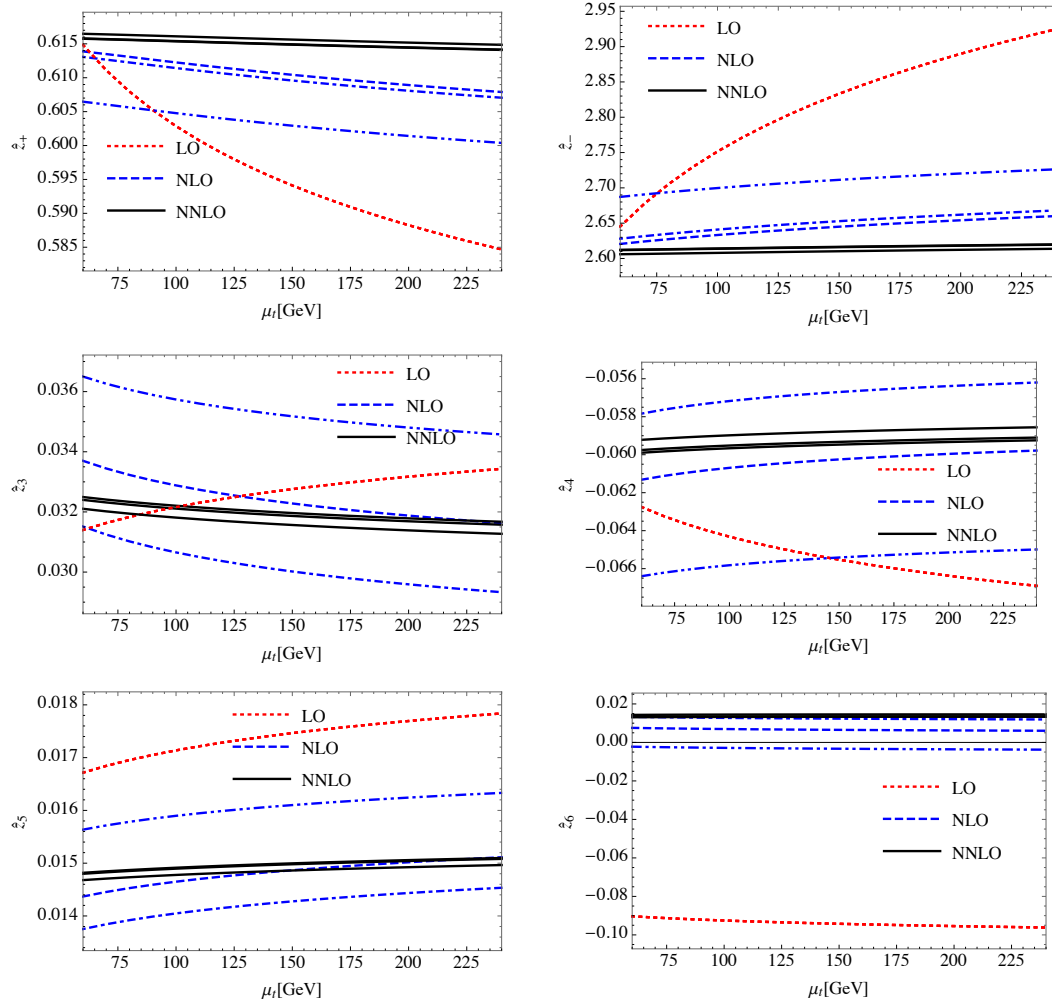 0.615
0.610
0.605
0.600
0.595
0.590
0.585
ẑ+
LO
NLO
NNLO
75 100 125 150 175 200 225
μt[GeV]
2.95
2.90
2.85
2.80
2.75
2.70
2.65
2.60
ẑ−
LO
NLO
NNLO
75 100 125 150 175 200 225
μt[GeV]
0.036
0.034
0.032
0.030
ẑ3
LO
NLO
NNLO
75 100 125 150 175 200 225
μt[GeV]
−0.056
−0.058
−0.060
−0.062
−0.064
−0.066
ẑ4
LO
NLO
NNLO
75 100 125 150 175 200 225
μt[GeV]
0.018
0.017
0.016
0.015
0.014
ẑ5
LO
NLO
NNLO
75 100 125 150 175 200 225
μt[GeV]
0.02
0.00
−0.02
−0.04
−0.06
−0.08
−0.10
ẑ6
LO
NLO
NNLO
75 100 125 150 175 200 225
μt[GeV]